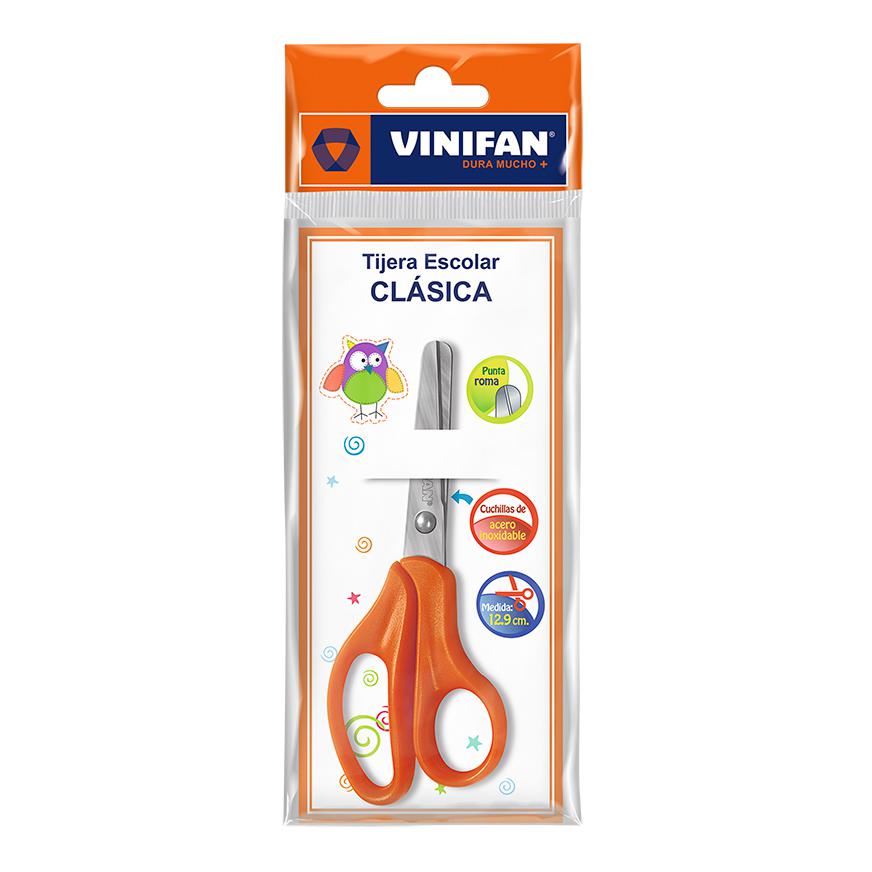 VINIFAN®
DURA MUCHO +
Tijera Escolar
CLÁSICA
Punta
roma
Cuchillas de
acero
inoxidable
Medida:
12.9 cm.